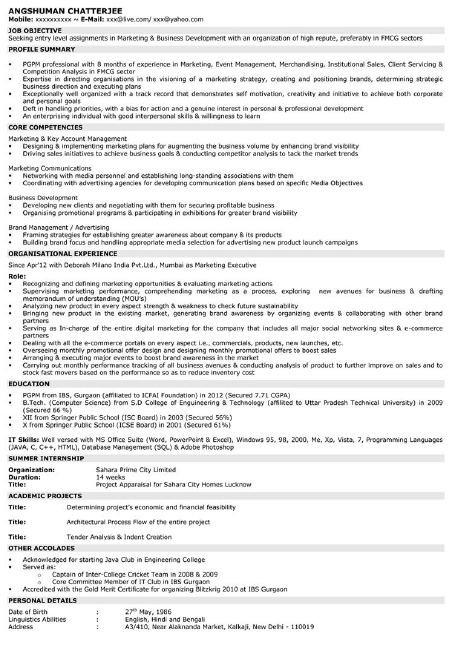 ANGSHUMAN CHATTERJEE
Mobile: xxxxxxxxxx ~ E-Mail: xxx@live.com/ xxx@yahoo.com
JOB OBJECTIVE
Seeking entry level assignments in Marketing & Business Development with an organization of high repute, preferably in FMCG sectors
PROFILE SUMMARY
• PGPM professional with 8 months of experience in Marketing, Event Management, Merchandising, Institutional Sales, Client Servicing &
Competition Analysis in FMCG sector
• Expertise in directing organisations in the visioning of a marketing strategy, creating and positioning brands, determining strategic
business direction and executing plans
• Exceptionally well organized with a track record that demonstrates self motivation, creativity and initiative to achieve both corporate
and personal goals
• Deft in handling priorities, with a bias for action and a genuine interest in personal & professional development
• An enterprising individual with good interpersonal skills & willingness to learn
CORE COMPETENCIES
Marketing & Key Account Management
• Designing & implementing marketing plans for augmenting the business volume by enhancing brand visibility
• Driving sales initiatives to achieve business goals & conducting competitor analysis to tack the market trends
Marketing Communications
• Networking with media personnel and establishing long-standing associations with them
• Coordinating with advertising agencies for developing communication plans based on specific Media Objectives
Business Development
• Developing new clients and negotiating with them for securing profitable business
• Organising promotional programs & participating in exhibitions for greater brand visibility
Brand Management / Advertising
• Framing strategies for establishing greater awareness about company & its products
• Building brand focus and handling appropriate media selection for advertising new product launch campaigns
ORGANISATIONAL EXPERIENCE
Since Apr'12 with Deborah Milano India Pvt.Ltd., Mumbai as Marketing Executive
Role:
• Recognizing and defining marketing opportunities & evaluating marketing actions
• Supervising marketing performance, comprehending marketing as a process, exploring new avenues for business & drafting
memorandum of understanding (MOU's)
• Analyzing new product in every aspect strength & weakness to check future sustainability
• Bringing new product in the existing market, generating brand awareness by organizing events & collaborating with other brand
partners
• Serving as In-charge of the entire digital marketing for the company that includes all major social networking sites & e-commerce
partners
• Dealing with all the e-commerce portals on every aspect i.e., commercials, products, new launches, etc.
• Overseeing monthly promotional offer design and designing monthly promotional offers to boost sales
• Arranging & executing major events to boost brand awareness in the market
• Carrying out monthly performance tracking of all business avenues & conducting analysis of product to further improve on sales and to
stock fast movers based on the performance so as to reduce inventory cost
EDUCATION
• PGPM from IBS, Gurgaon (affiliated to ICFAI Foundation) in 2012 (Secured 7.71 CGPA)
• B.Tech. (Computer Science) from S.D College of Engineering & Technology (affiliated to Uttar Pradesh Technical University) in 2009
(Secured 66 %)
• XII from Springer Public School (ISC Board) in 2003 (Secured 56%)
• X from Springer Public School (ICSE Board) in 2001 (Secured 61%)
IT Skills: Well versed with MS Office Suite (Word, PowerPoint & Excel), Windows 95, 98, 2000, Me, Xp, Vista, 7, Programming Languages
(JAVA, C, C++, HTML), Database Management (SQL) & Adobe Photoshop
SUMMER INTERNSHIP
Organization: Sahara Prime City Limited
Duration: 14 weeks
Title: Project Appraisal for Sahara City Homes Lucknow
ACADEMIC PROJECTS
Title: Determining project's economic and financial feasibility
Title: Architectural Process Flow of the entire project
Title: Tender Analysis & Indent Creation
OTHER ACCOLADES
• Acknowledged for starting Java Club in Engineering College
• Served as:
o Captain of Inter-College Cricket Team in 2008 & 2009
o Core Committee Member of IT Club in IBS Gurgaon
• Accredited with the Gold Merit Certificate for organizing Blitzkrig 2010 at IBS Gurgaon
PERSONAL DETAILS
Date of Birth : 27th May, 1986
Linguistics Abilities : English, Hindi and Bengali
Address : A3/410, Near Alaknanda Market, Kalkaji, New Delhi - 110019